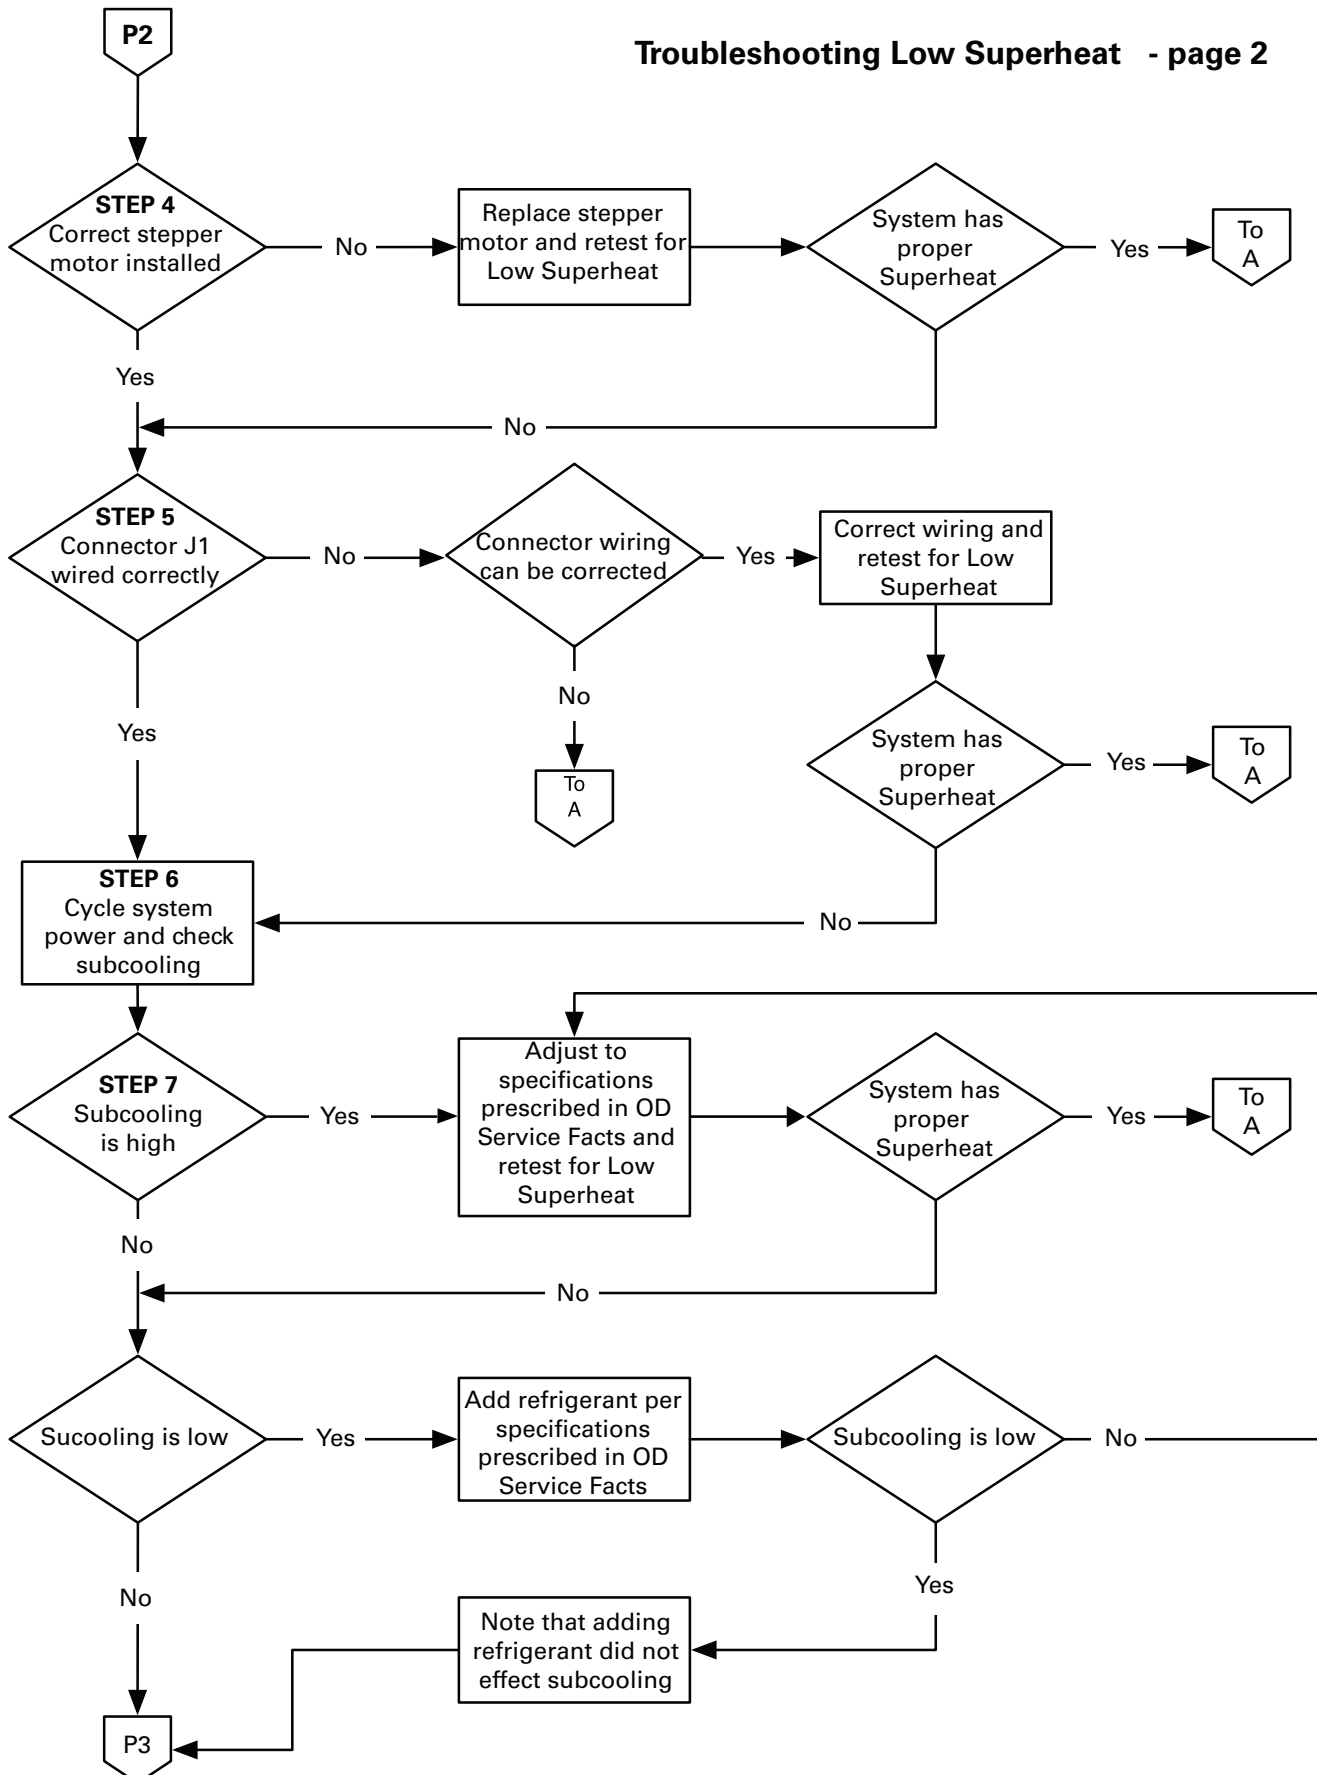 P2
Troubleshooting Low Superheat - page 2
STEP 4
Correct stepper
motor installed
No
Replace stepper
motor and retest for
Low Superheat
System has
proper
Superheat
Yes
To
A
Yes
No
STEP 5
Connector J1
wired correctly
No
Connector wiring
can be corrected
Yes
Correct wiring and
retest for Low
Superheat
No
To
A
Yes
System has
proper
Superheat
Yes
To
A
No
STEP 6
Cycle system
power and check
subcooling
STEP 7
Subcooling
is high
Yes
Adjust to
specifications
prescribed in OD
Service Facts and
retest for Low
Superheat
System has
proper
Superheat
Yes
To
A
No
No
Sucooling is low
Yes
Add refrigerant per
specifications
prescribed in OD
Service Facts
Subcooling is low
No
Yes
No
Note that adding
refrigerant did not
effect subcooling
P3